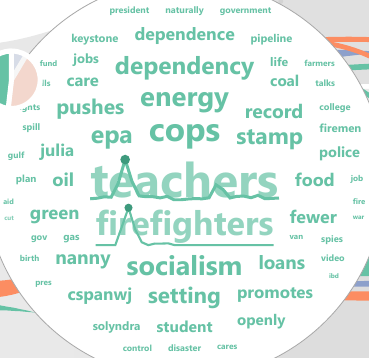 president naturally government
keystone dependence pipeline
fund jobs dependency life farmers
ils care energy coal talks
gnts pushes record college
spill epa cops stamp firemen
gulf julia police
plan oil teachers food job
aid green firefighters fewer fire
cut war
gov gas van spies
birth nanny socialism loans video
ibd
pres cspanwj setting promotes
solyndra student openly
control disaster cares